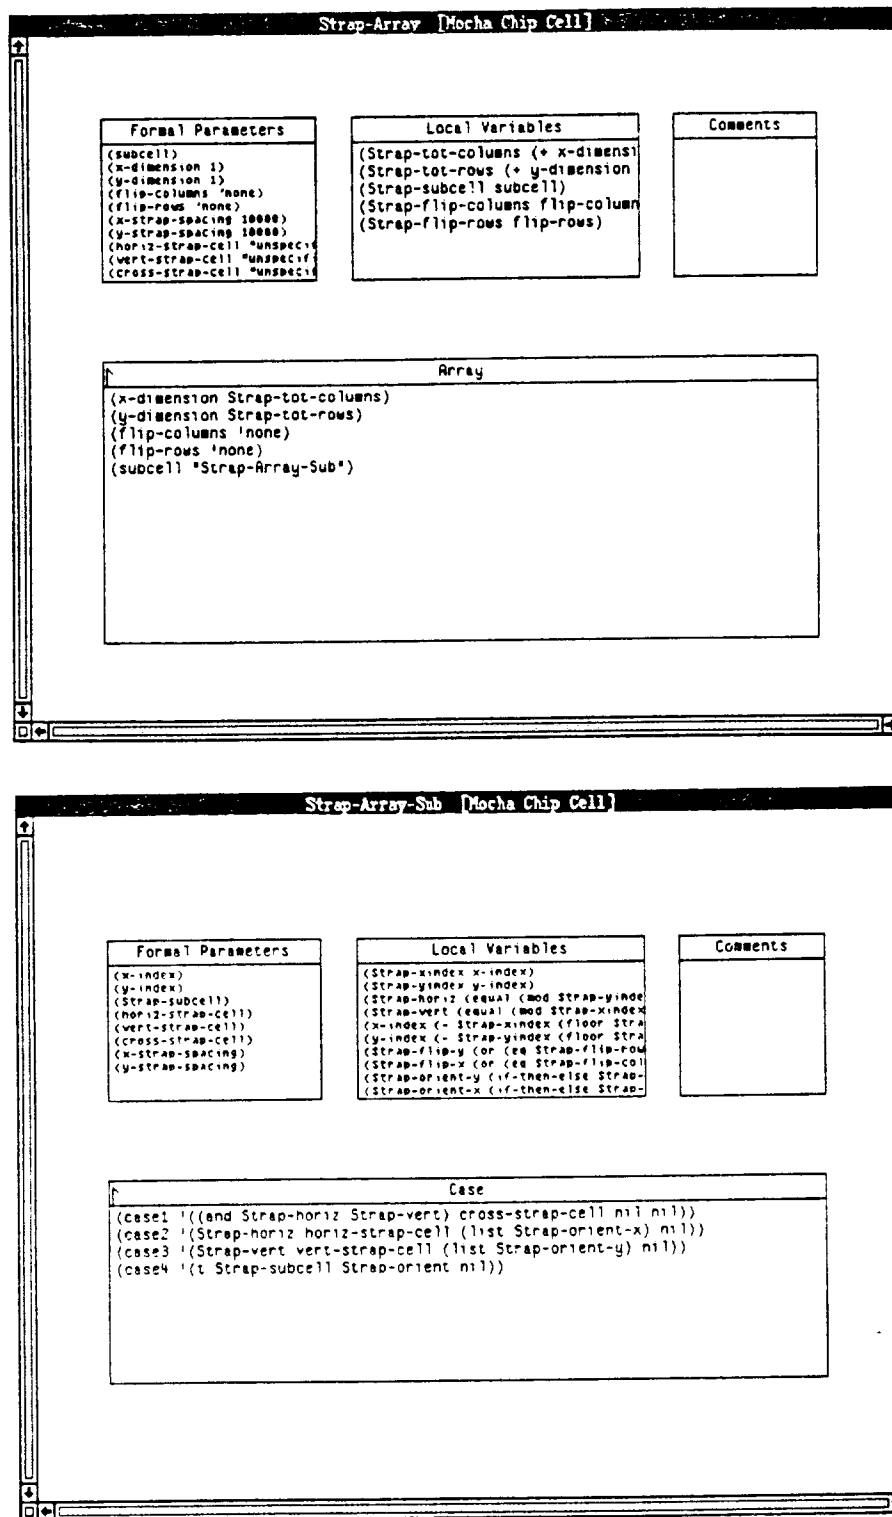 Strap-Array [Mocha Chip Cell]
Formal Parameters
(subcell)
(x-dimension 1)
(y-dimension 1)
(flip-columns 'none)
(flip-rows 'none)
(x-strap-spacing 10000)
(y-strap-spacing 10000)
(horiz-strap-cell "unspecif
(vert-strap-cell "unspecif
(cross-strap-cell "unspecif
Local Variables
(Strap-tot-columns (+ x-dimensi
(Strap-tot-rows (+ y-dimension
(Strap-subcell subcell)
(Strap-flip-columns flip-column
(Strap-flip-rows flip-rows)
Comments
Array
(x-dimension Strap-tot-columns)
(y-dimension Strap-tot-rows)
(flip-columns 'none)
(flip-rows 'none)
(subcell "Strap-Array-Sub")
Strap-Array-Sub [Mocha Chip Cell]
Formal Parameters
(x-index)
(y-index)
(Strap-subcell)
(horiz-strap-cell)
(vert-strap-cell)
(cross-strap-cell)
(x-strap-spacing)
(y-strap-spacing)
Local Variables
(Strap-xindex x-index)
(Strap-yindex y-index)
(Strap-horiz (equal (mod Strap-yinde
(Strap-vert (equal (mod Strap-xindex
(x-index (- Strap-xindex (floor Stra
(y-index (- Strap-yindex (floor Stra
(Strap-flip-y (or (eq Strap-flip-row
(Strap-flip-x (or (eq Strap-flip-col
(Strap-orient-y (if-then-else Strap-
(Strap-orient-x (if-then-else Strap-
Comments
Case
(case1 '((and Strap-horiz Strap-vert) cross-strap-cell nil nil))
(case2 '(Strap-horiz horiz-strap-cell (list Strap-orient-x) nil))
(case3 '(Strap-vert vert-strap-cell (list Strap-orient-y) nil))
(case4 '(t Strap-subcell Strap-orient nil))